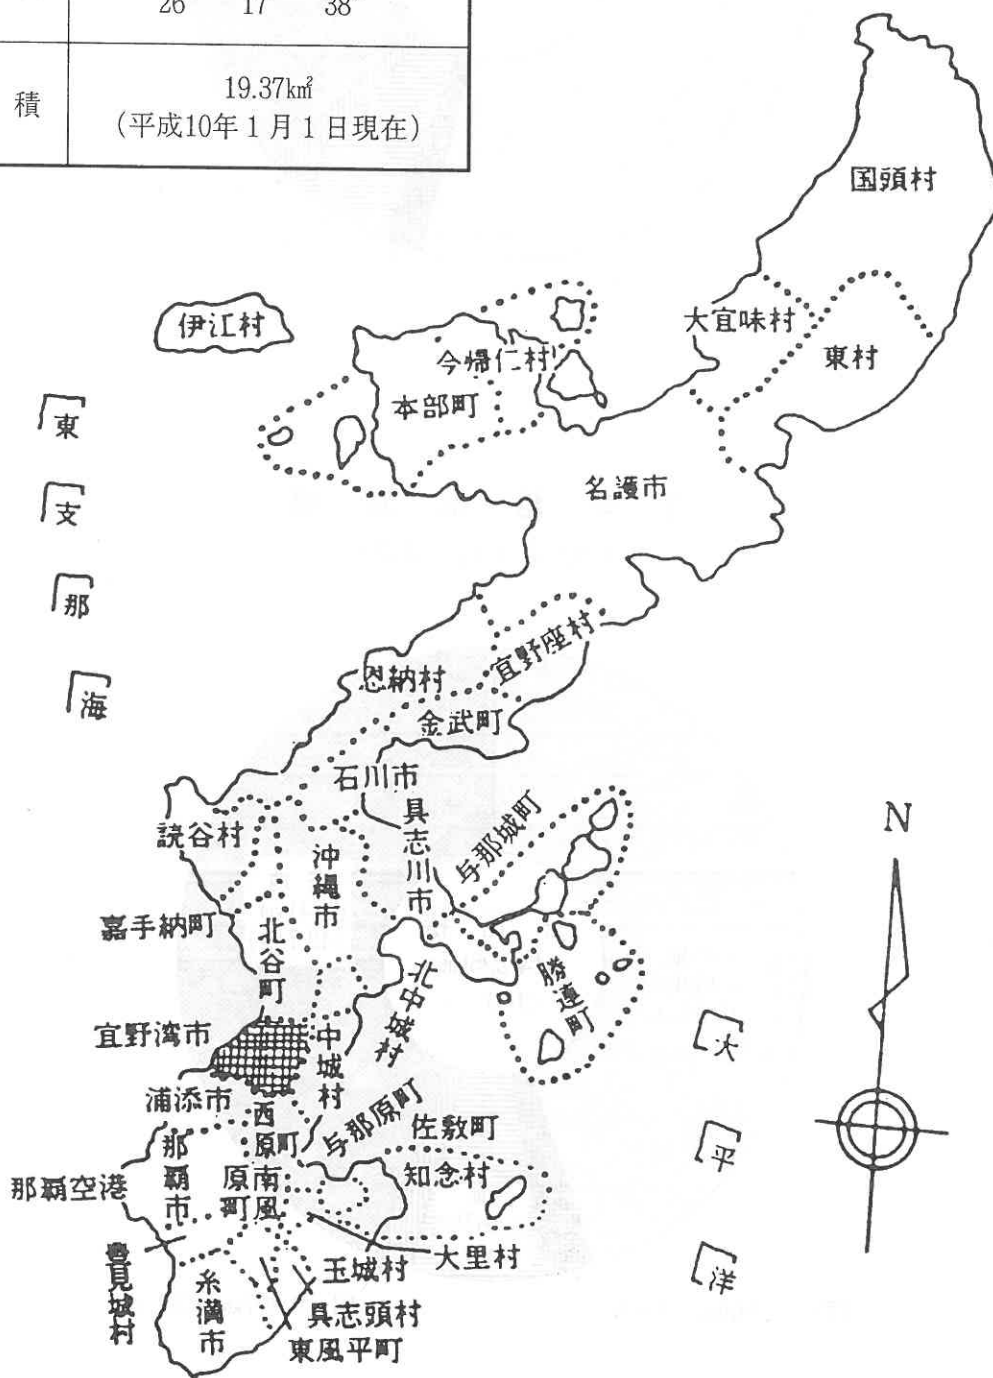 26 17 38
積
19.37㎢
（平成10年1月1日現在）
国頭村
大宜味村
東村
伊江村
今帰仁村
本部町
名護市
東支那海
宜野座村
恩納村
金武町
石川市
具志川市
与那城町
読谷村
沖縄市
嘉手納町
北谷町
勝連町
北中城村
宜野湾市
中城村
浦添市
西原町
与那原町
佐敷町
知念村
那覇市
南風原町
那覇空港
大里村
豊見城村
玉城村
糸満市
具志頭村
東風平町
N
大平洋